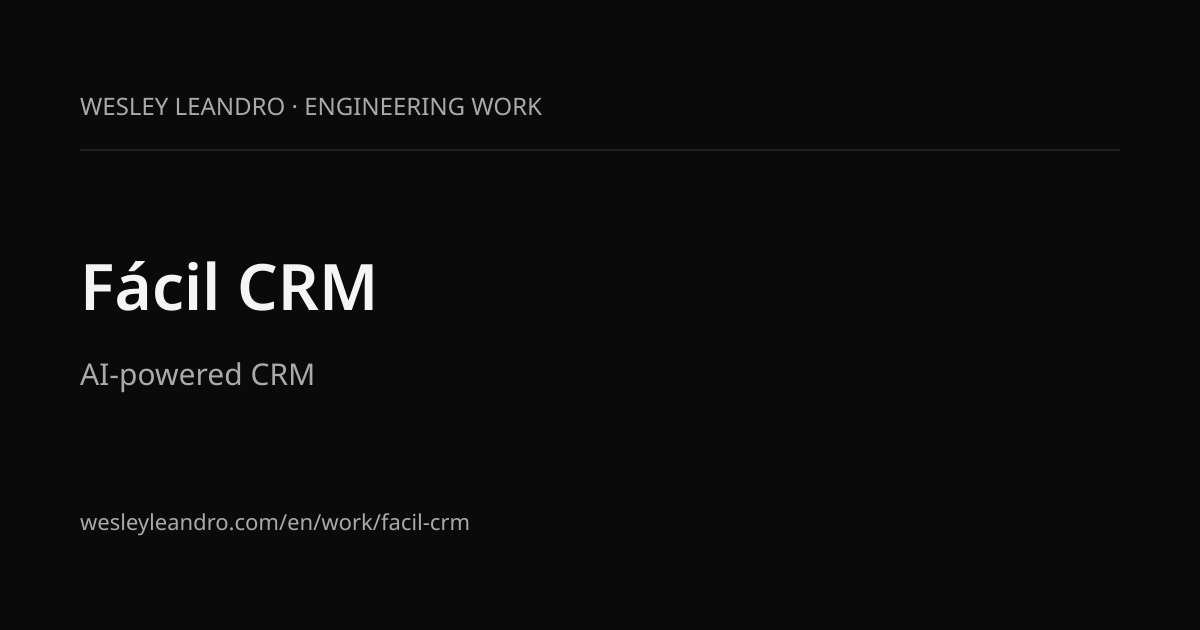 WESLEY LEANDRO · ENGINEERING WORK
Fácil CRM
AI-powered CRM
wesleyleandro.com/en/work/facil-crm